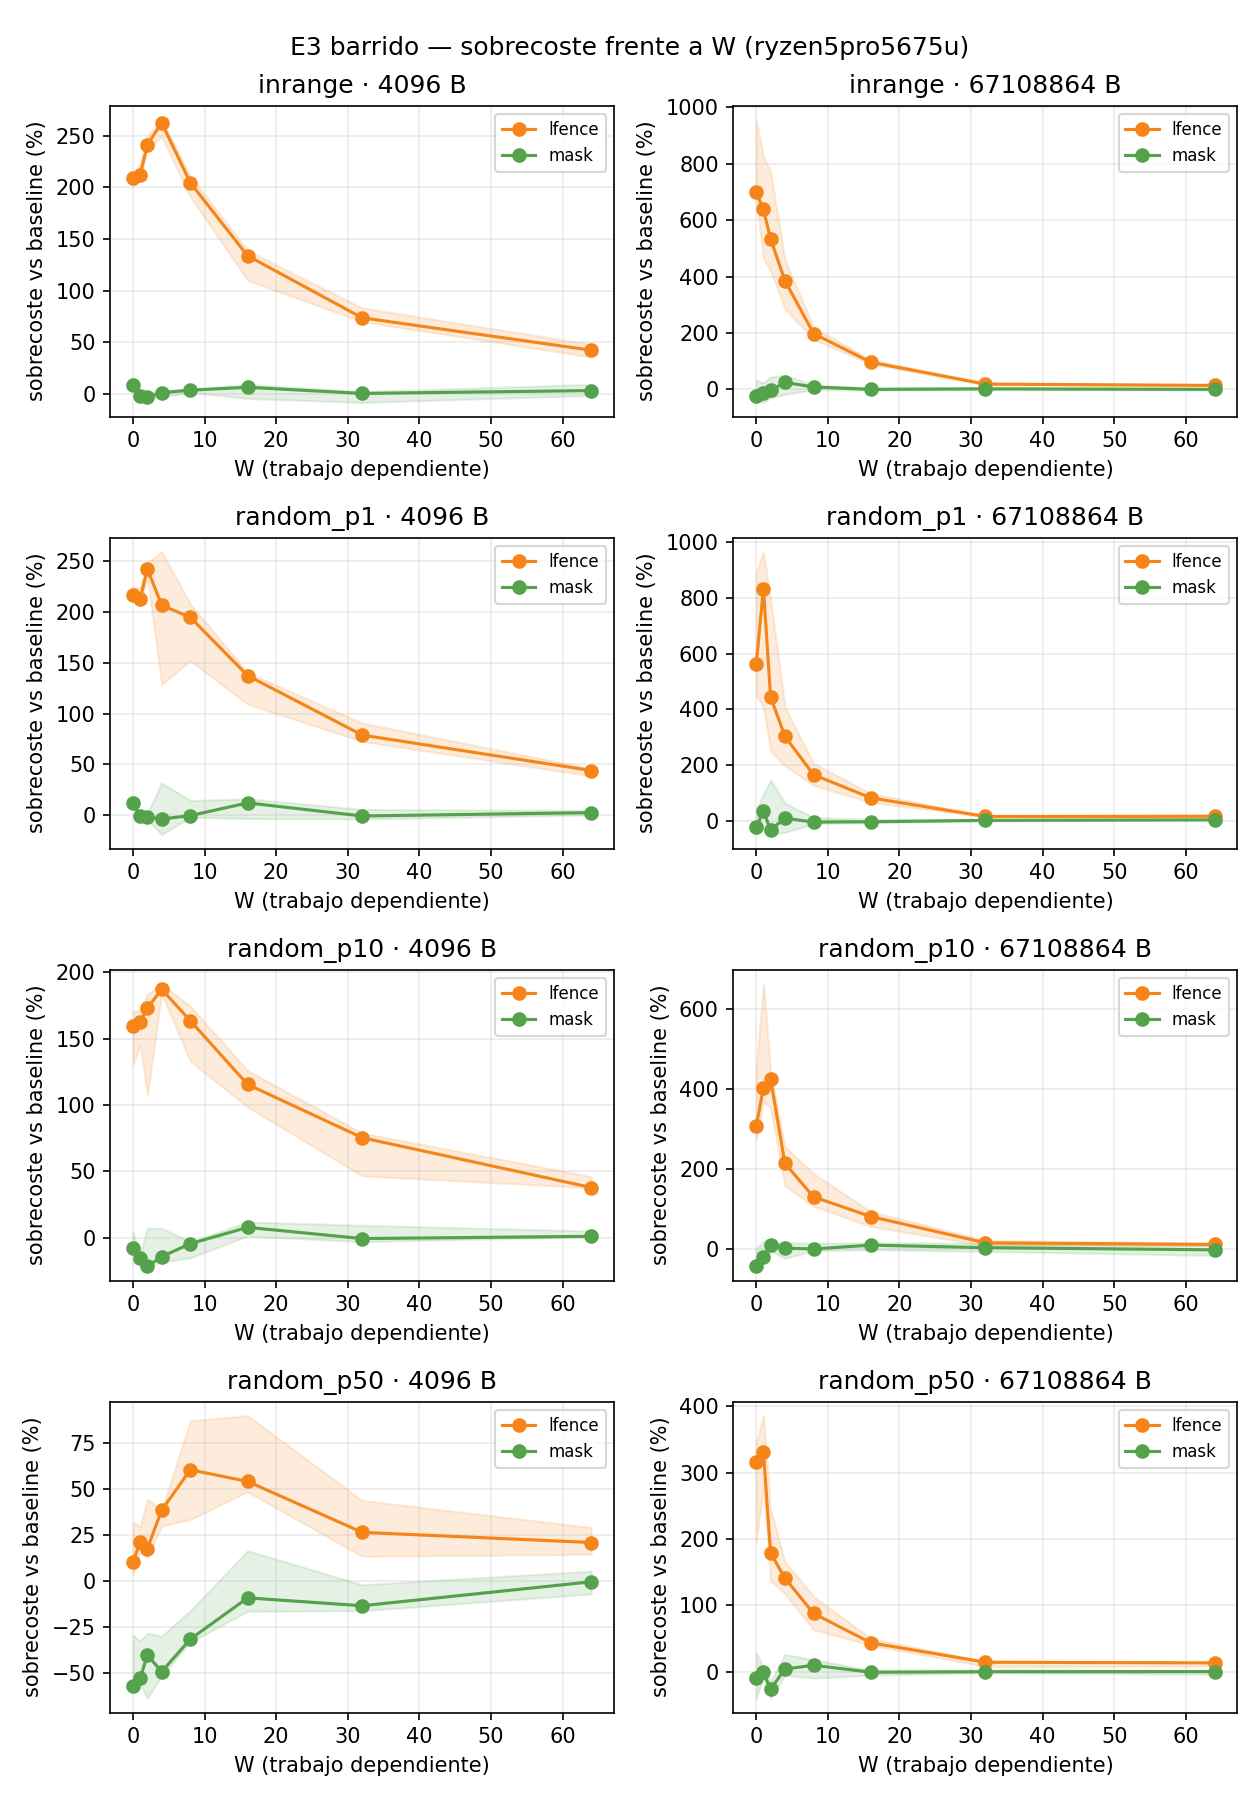 E3 barrido — sobrecoste frente a W (ryzen5pro5675u)
inrange · 4096 B
sobrecoste vs baseline (%)
250
200
150
100
50
0
lfence
mask
0 10 20 30 40 50 60
W (trabajo dependiente)
inrange · 67108864 B
sobrecoste vs baseline (%)
1000
800
600
400
200
0
lfence
mask
0 10 20 30 40 50 60
W (trabajo dependiente)
random_p1 · 4096 B
sobrecoste vs baseline (%)
250
200
150
100
50
0
lfence
mask
0 10 20 30 40 50 60
W (trabajo dependiente)
random_p1 · 67108864 B
sobrecoste vs baseline (%)
1000
800
600
400
200
0
lfence
mask
0 10 20 30 40 50 60
W (trabajo dependiente)
random_p10 · 4096 B
sobrecoste vs baseline (%)
200
150
100
50
0
lfence
mask
0 10 20 30 40 50 60
W (trabajo dependiente)
random_p10 · 67108864 B
sobrecoste vs baseline (%)
600
400
200
0
lfence
mask
0 10 20 30 40 50 60
W (trabajo dependiente)
random_p50 · 4096 B
sobrecoste vs baseline (%)
75
50
25
0
−25
−50
lfence
mask
0 10 20 30 40 50 60
W (trabajo dependiente)
random_p50 · 67108864 B
sobrecoste vs baseline (%)
400
300
200
100
0
lfence
mask
0 10 20 30 40 50 60
W (trabajo dependiente)